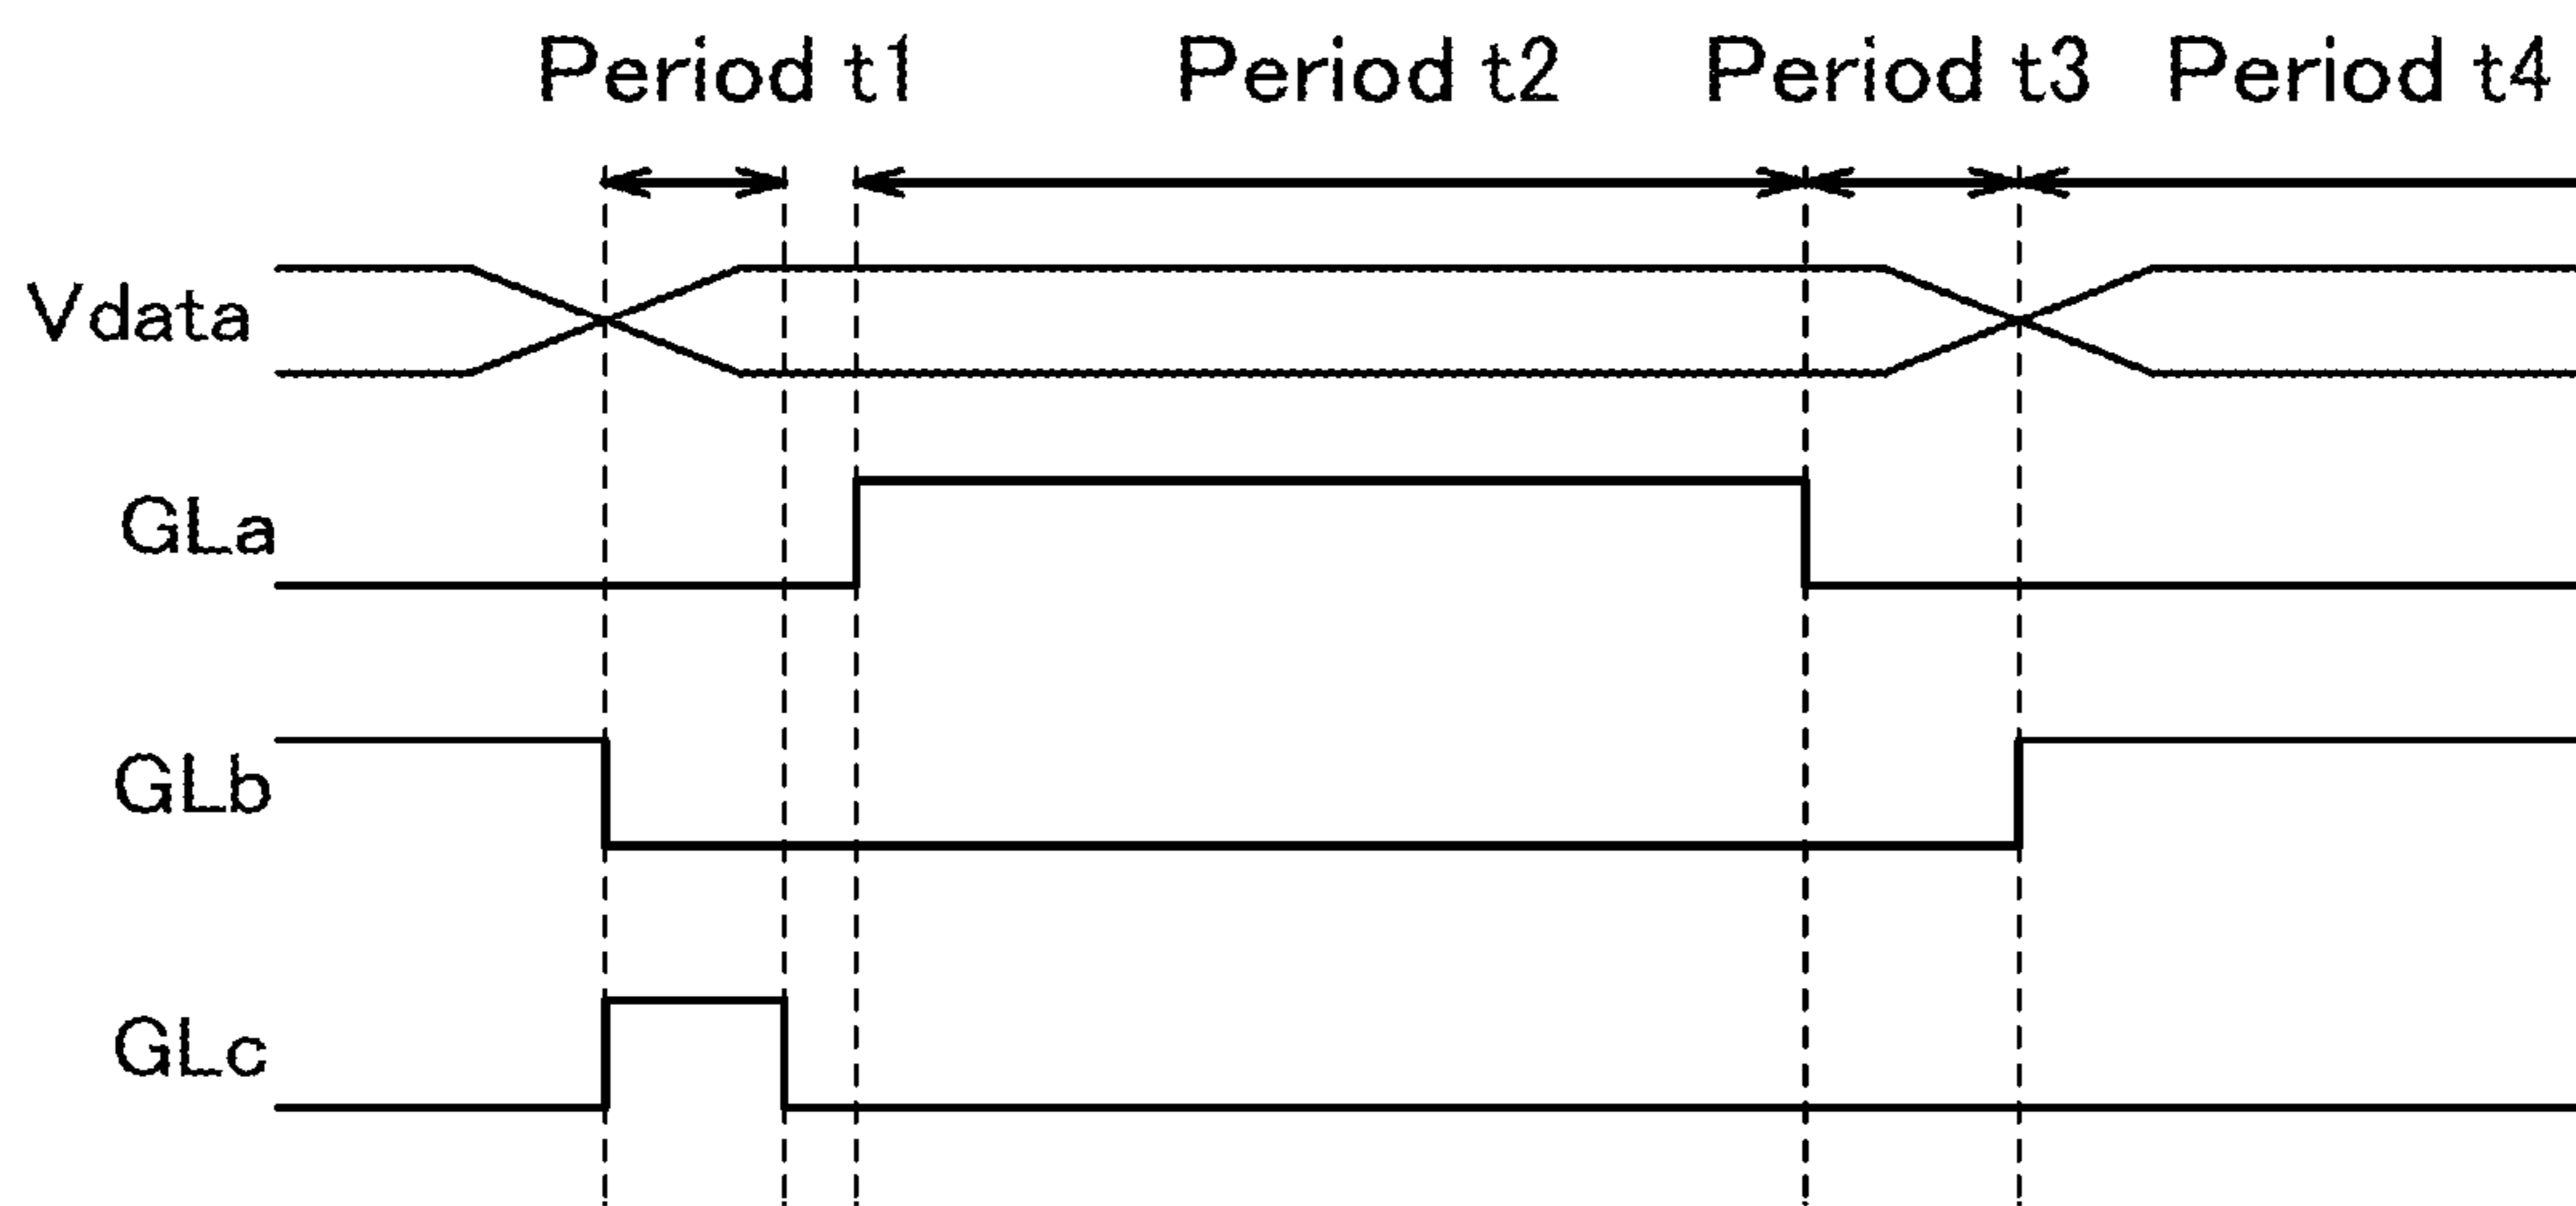 Period t1 Period t2 Period t3 Period t4
Vdata
GLa
GLb
GLc